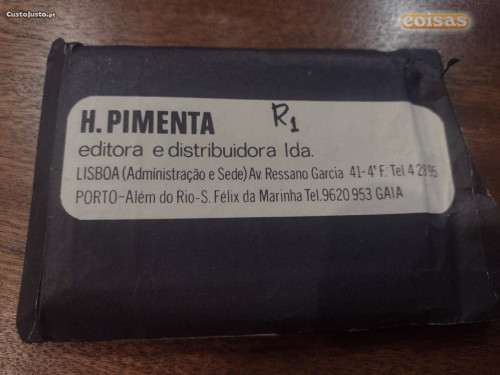 CustoJusto.pt
coisas
H. PIMENTA R1
editora e distribuidora lda.
LISBOA (Administração e Sede) Av. Ressano Garcia 41-4º F. Tel 4 28 95
PORTO-Além do Rio-S. Félix da Marinha Tel. 9620 953 GAIA